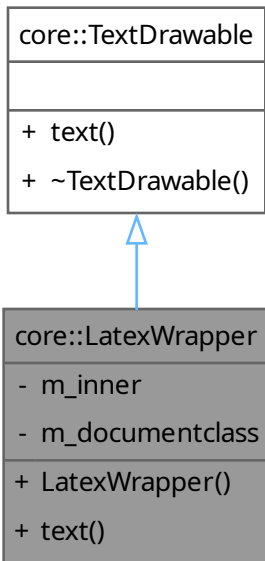 core::TextDrawable
+ text()
+ ~TextDrawable()
core::LatexWrapper
- m_inner
- m_documentclass
+ LatexWrapper()
+ text()